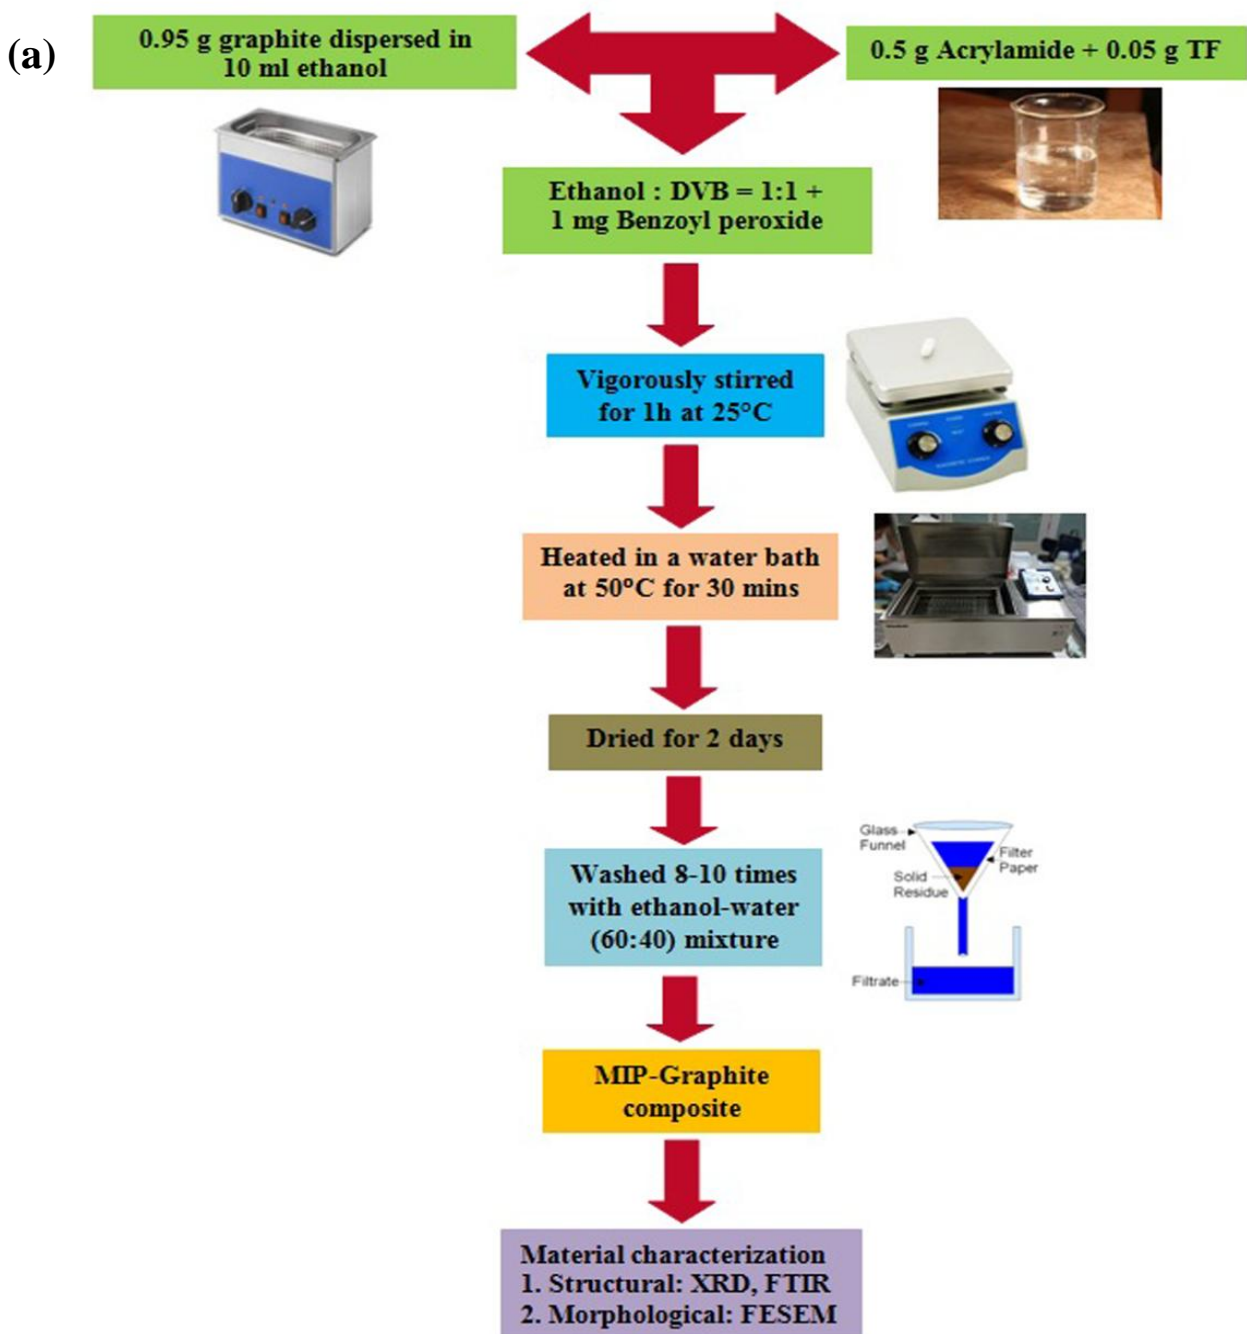 (a)
0.95 g graphite dispersed in
10 ml ethanol
0.5 g Acrylamide + 0.05 g TF
Ethanol : DVB = 1:1 +
1 mg Benzoyl peroxide
Vigorously stirred
for 1h at 25°C
Heated in a water bath
at 50°C for 30 mins
Dried for 2 days
Washed 8-10 times
with ethanol-water
(60:40) mixture
Glass
Funnel
Filter
Paper
Solid
Residue
Filtrate
MIP-Graphite
composite
Material characterization
1. Structural: XRD, FTIR
2. Morphological: FESEM